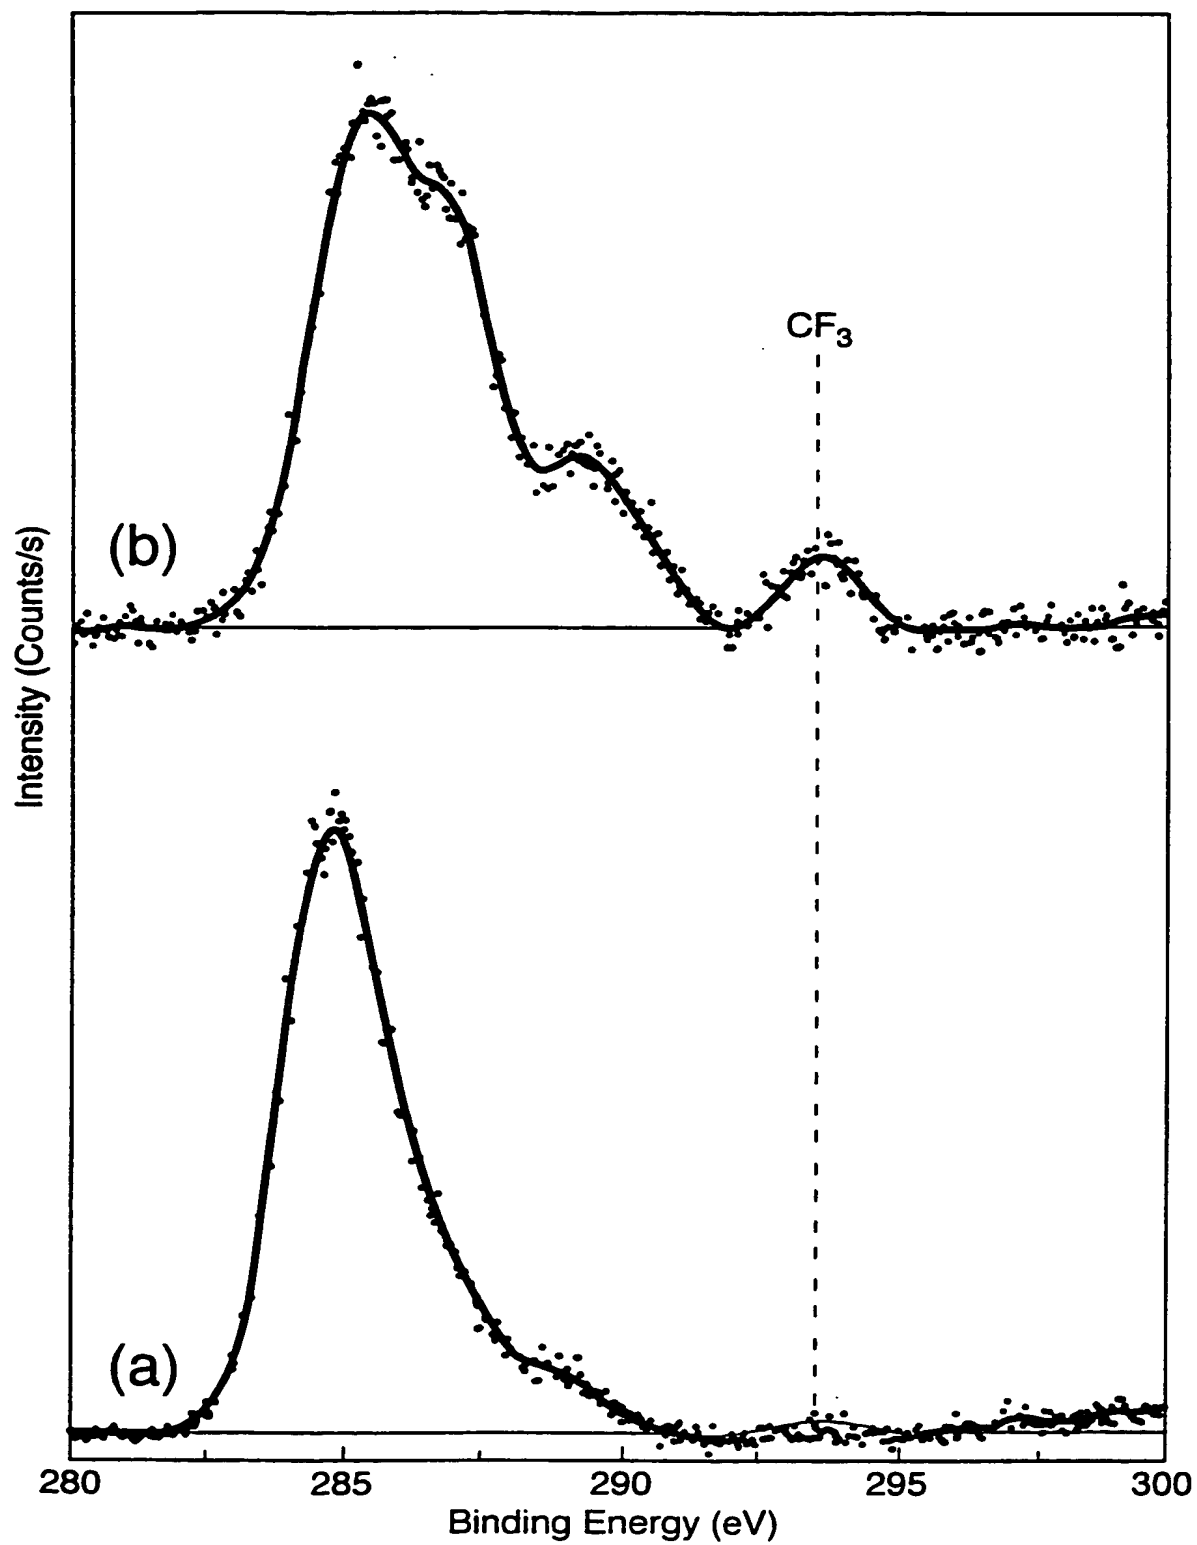 CF₃
(b)
Intensity (Counts/s)
(a)
280 285 290 295 300
Binding Energy (eV)